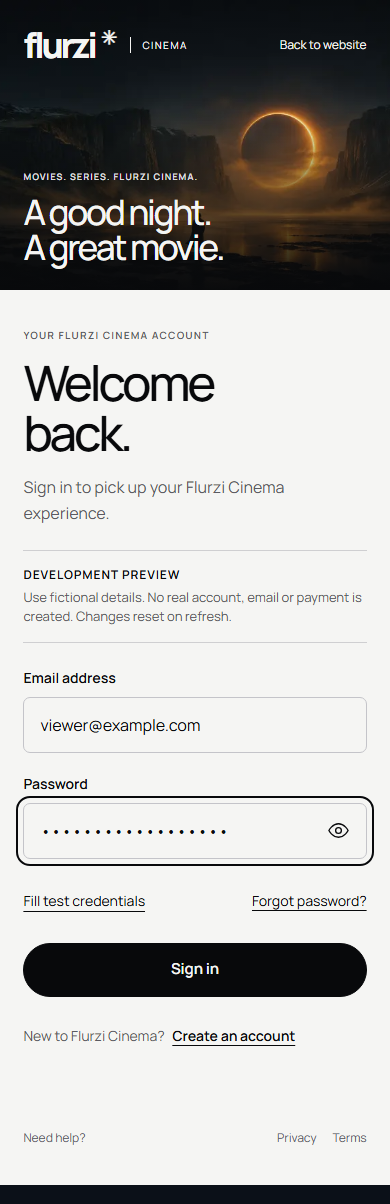 flurzi * | CINEMA
Back to website
MOVIES. SERIES. FLURZI CINEMA.
A good night.
A great movie.
YOUR FLURZI CINEMA ACCOUNT
Welcome
back.
Sign in to pick up your Flurzi Cinema
experience.
DEVELOPMENT PREVIEW
Use fictional details. No real account, email or payment is
created. Changes reset on refresh.
Email address
viewer@example.com
Password
••••••••••••••••••
Fill test credentials
Forgot password?
Sign in
New to Flurzi Cinema? Create an account
Need help?
Privacy Terms